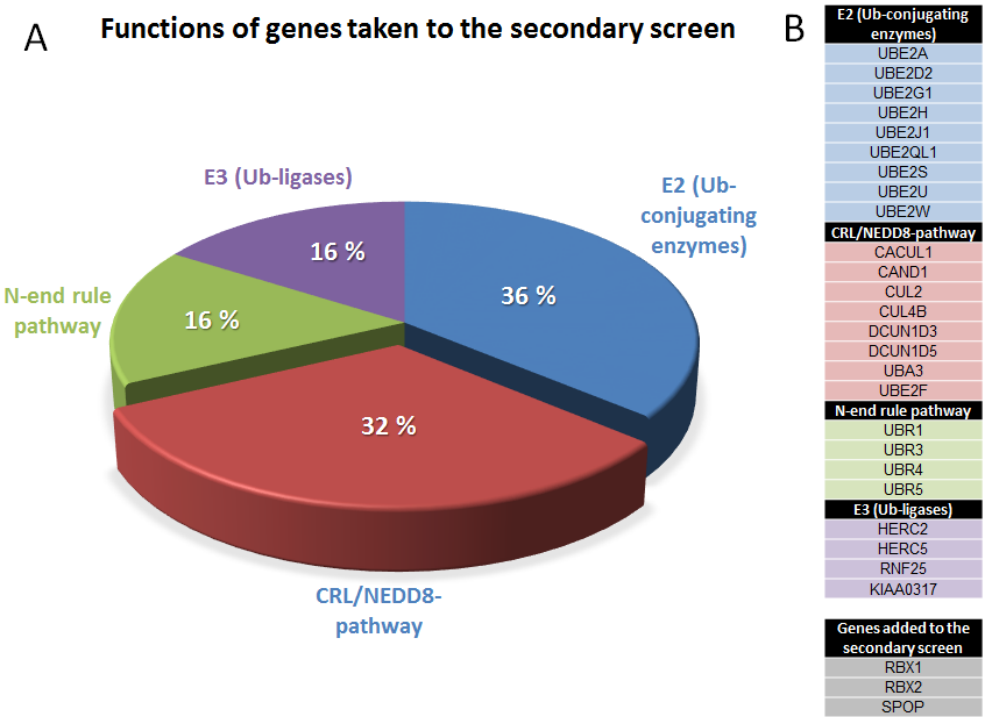 A
Functions of genes taken to the secondary screen
E3 (Ub-ligases)
E2 (Ub-
conjugating
enzymes)
16 %
36 %
N-end rule
pathway
16 %
32 %
CRL/NEDD8-
pathway
B
E2 (Ub-conjugating
enzymes)
UBE2A
UBE2D2
UBE2G1
UBE2H
UBE2J1
UBE2QL1
UBE2S
UBE2U
UBE2W
CRL/NEDD8-pathway
CACUL1
CAND1
CUL2
CUL4B
DCUN1D3
DCUN1D5
UBA3
UBE2F
N-end rule pathway
UBR1
UBR3
UBR4
UBR5
E3 (Ub-ligases)
HERC2
HERC5
RNF25
KIAA0317
Genes added to the
secondary screen
RBX1
RBX2
SPOP